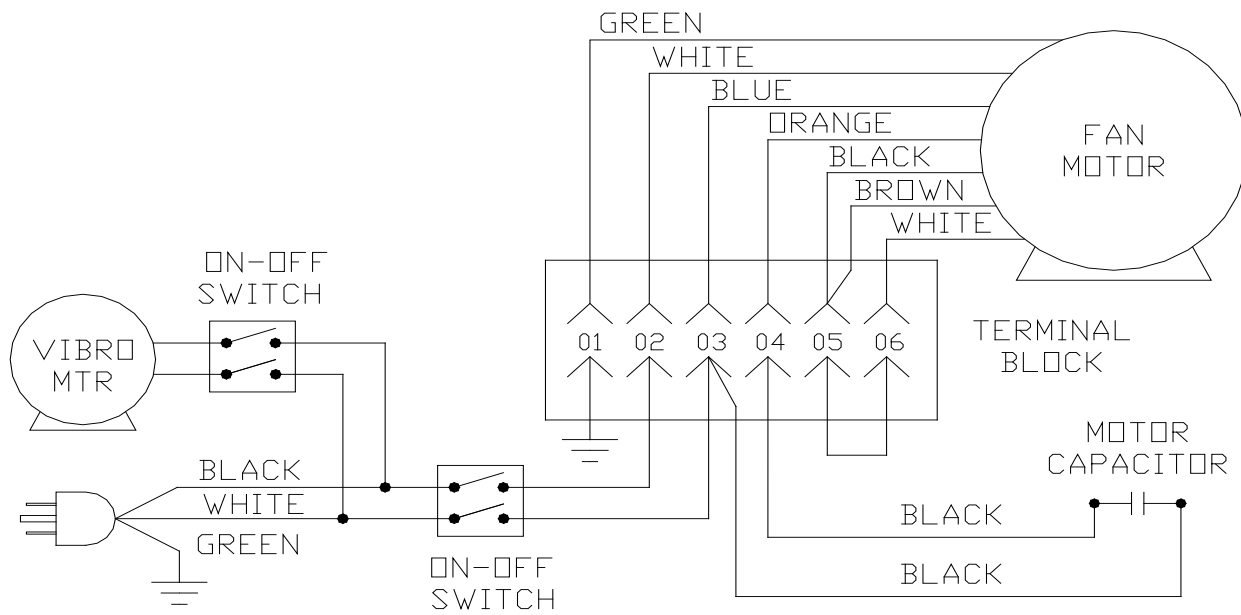 GREEN
WHITE
BLUE
ORANGE
BLACK
BROWN
WHITE
FAN
MOTOR
ON-OFF
SWITCH
VIBRO
MTR
01 02 03 04 05 06
TERMINAL
BLOCK
MOTOR
CAPACITOR
BLACK
WHITE
GREEN
ON-OFF
SWITCH
BLACK
BLACK